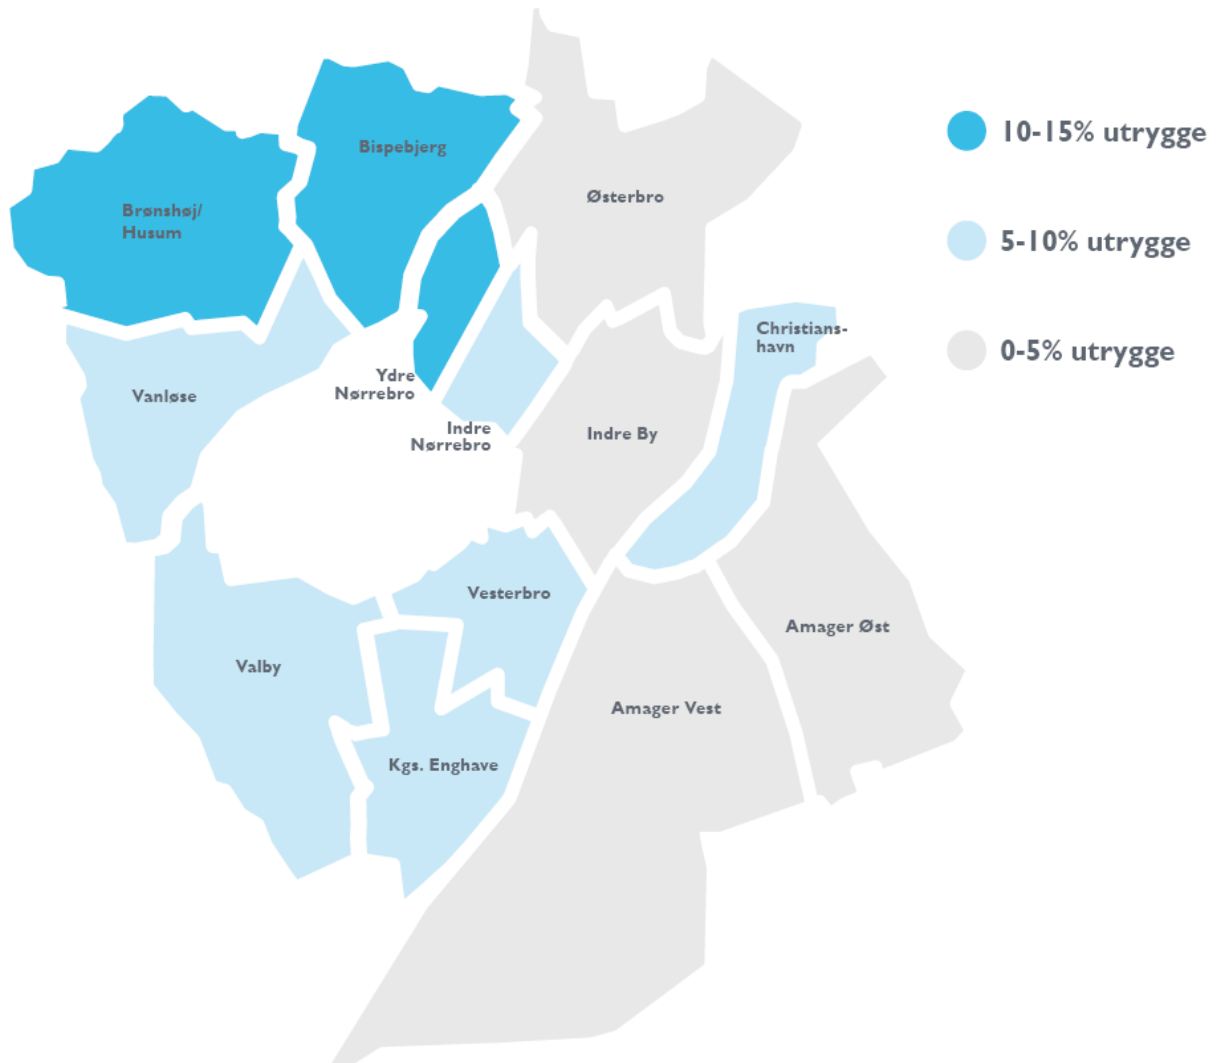 Bispebjerg
Brønshøj/
Husum
Østerbro
Christians-
havn
Vanløse
Ydre
Nørrebro
Indre
Nørrebro
Indre By
Vesterbro
Amager Øst
Valby
Amager Vest
Kgs. Enghave
10-15% utrygge
5-10% utrygge
0-5% utrygge